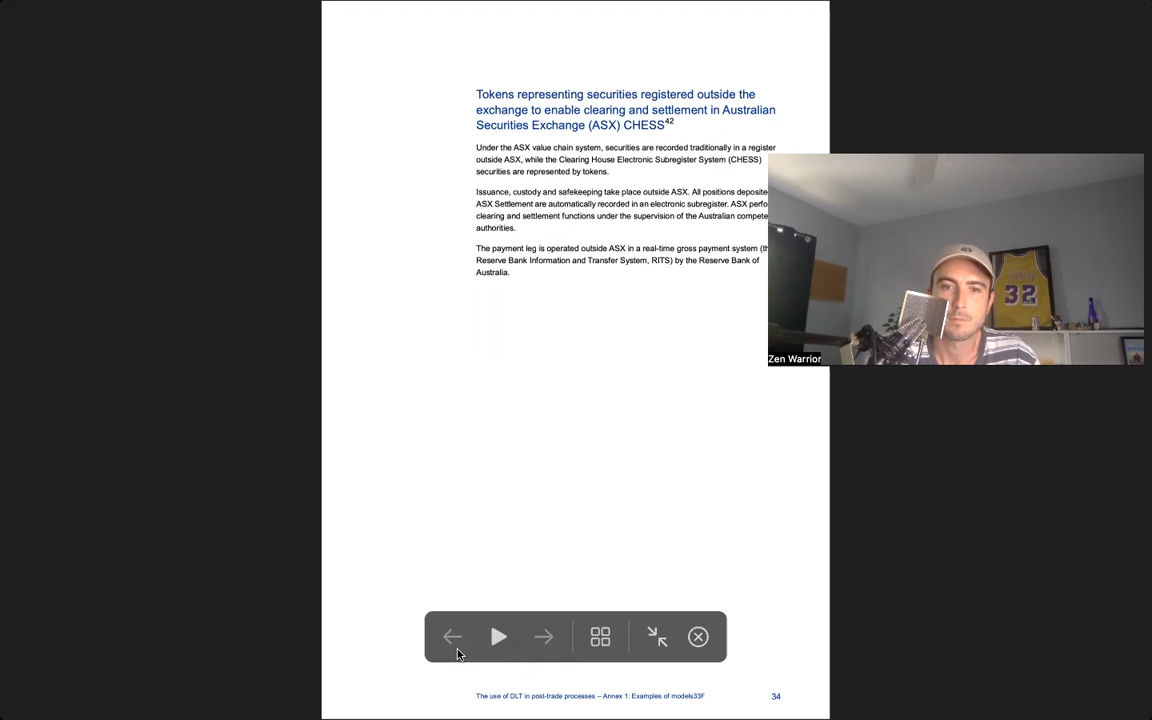 Tokens representing securities registered outside the
exchange to enable clearing and settlement in Australian
Securities Exchange (ASX) CHESS42
Under the ASX value chain system, securities are recorded traditionally in a register
outside ASX, while the Clearing House Electronic Subregister System (CHESS)
securities are represented by tokens.
Issuance, custody and safekeeping take place outside ASX. All positions deposite
ASX Settlement are automatically recorded in an electronic subregister. ASX perfo
clearing and settlement functions under the supervision of the Australian compete
authorities.
The payment leg is operated outside ASX in a real-time gross payment system (th
Reserve Bank Information and Transfer System, RITS) by the Reserve Bank of
Australia.
32
Zen Warrior
The use of DLT in post-trade processes – Annex 1: Examples of models33F
34